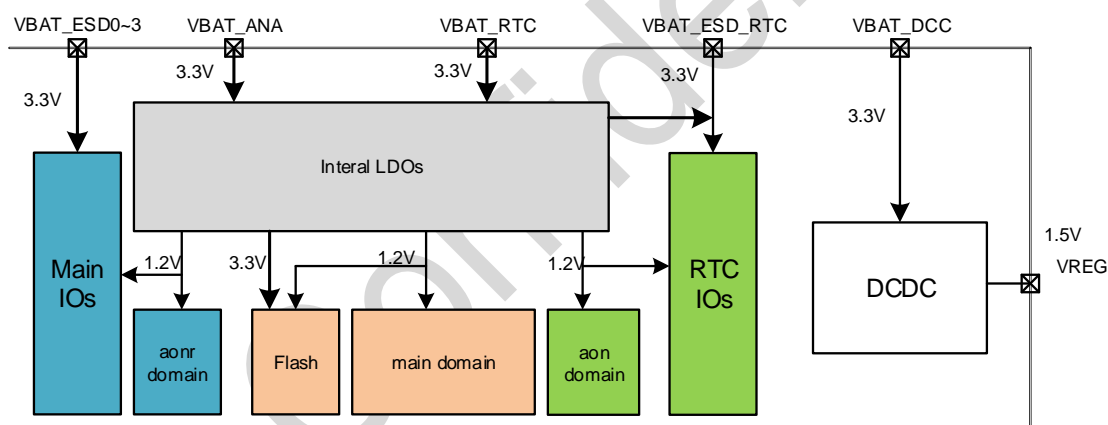 VBAT_ESD0~3
VBAT_ANA
VBAT_RTC
VBAT_ESD_RTC
VBAT_DCC
3.3V
3.3V
3.3V
3.3V
3.3V
Interal LDOs
1.5V
VREG
Main
IOs
1.2V
3.3V
1.2V
1.2V
RTC
IOs
DCDC
aonr
domain
Flash
main domain
aon
domain